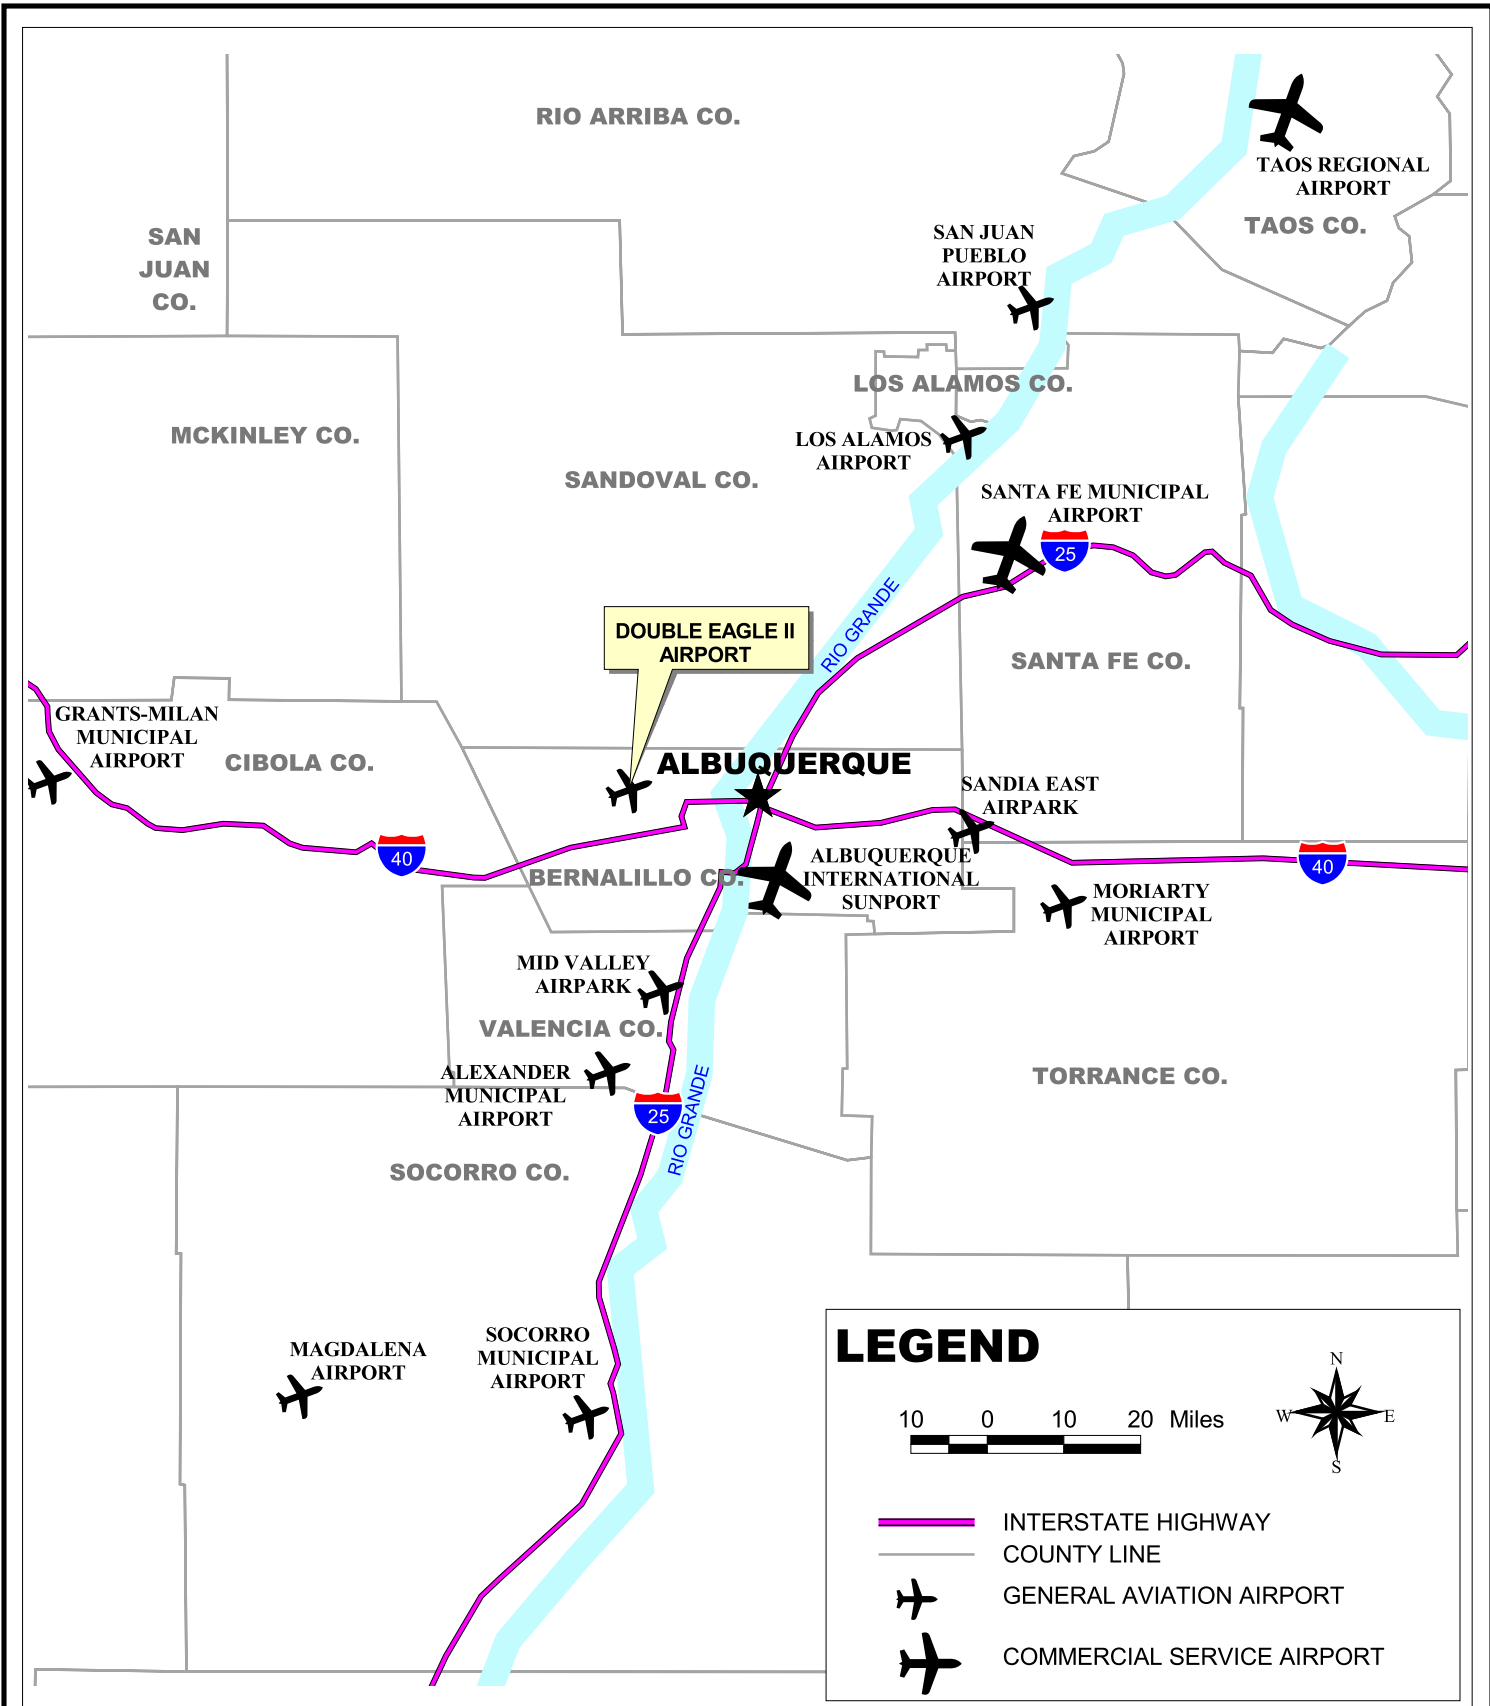 RIO ARRIBA CO.
TAOS REGIONAL
AIRPORT
TAOS CO.
SAN
JUAN
CO.
SAN JUAN
PUEBLO
AIRPORT
LOS ALAMOS CO.
MCKINLEY CO.
LOS ALAMOS
AIRPORT
SANDOVAL CO.
SANTA FE MUNICIPAL
AIRPORT
25
RIO GRANDE
DOUBLE EAGLE II
AIRPORT
SANTA FE CO.
GRANTS-MILAN
MUNICIPAL
AIRPORT
CIBOLA CO.
ALBUQUERQUE
SANDIA EAST
AIRPARK
40
ALBUQUERQUE
INTERNATIONAL
SUNPORT
40
BERNALILLO CO.
MORIARTY
MUNICIPAL
AIRPORT
MID VALLEY
AIRPARK
VALENCIA CO.
ALEXANDER
MUNICIPAL
AIRPORT
25
RIO GRANDE
TORRANCE CO.
SOCORRO CO.
MAGDALENA
AIRPORT
SOCORRO
MUNICIPAL
AIRPORT
LEGEND
10 0 10 20 Miles
N
W E
S
INTERSTATE HIGHWAY
COUNTY LINE
GENERAL AVIATION AIRPORT
COMMERCIAL SERVICE AIRPORT